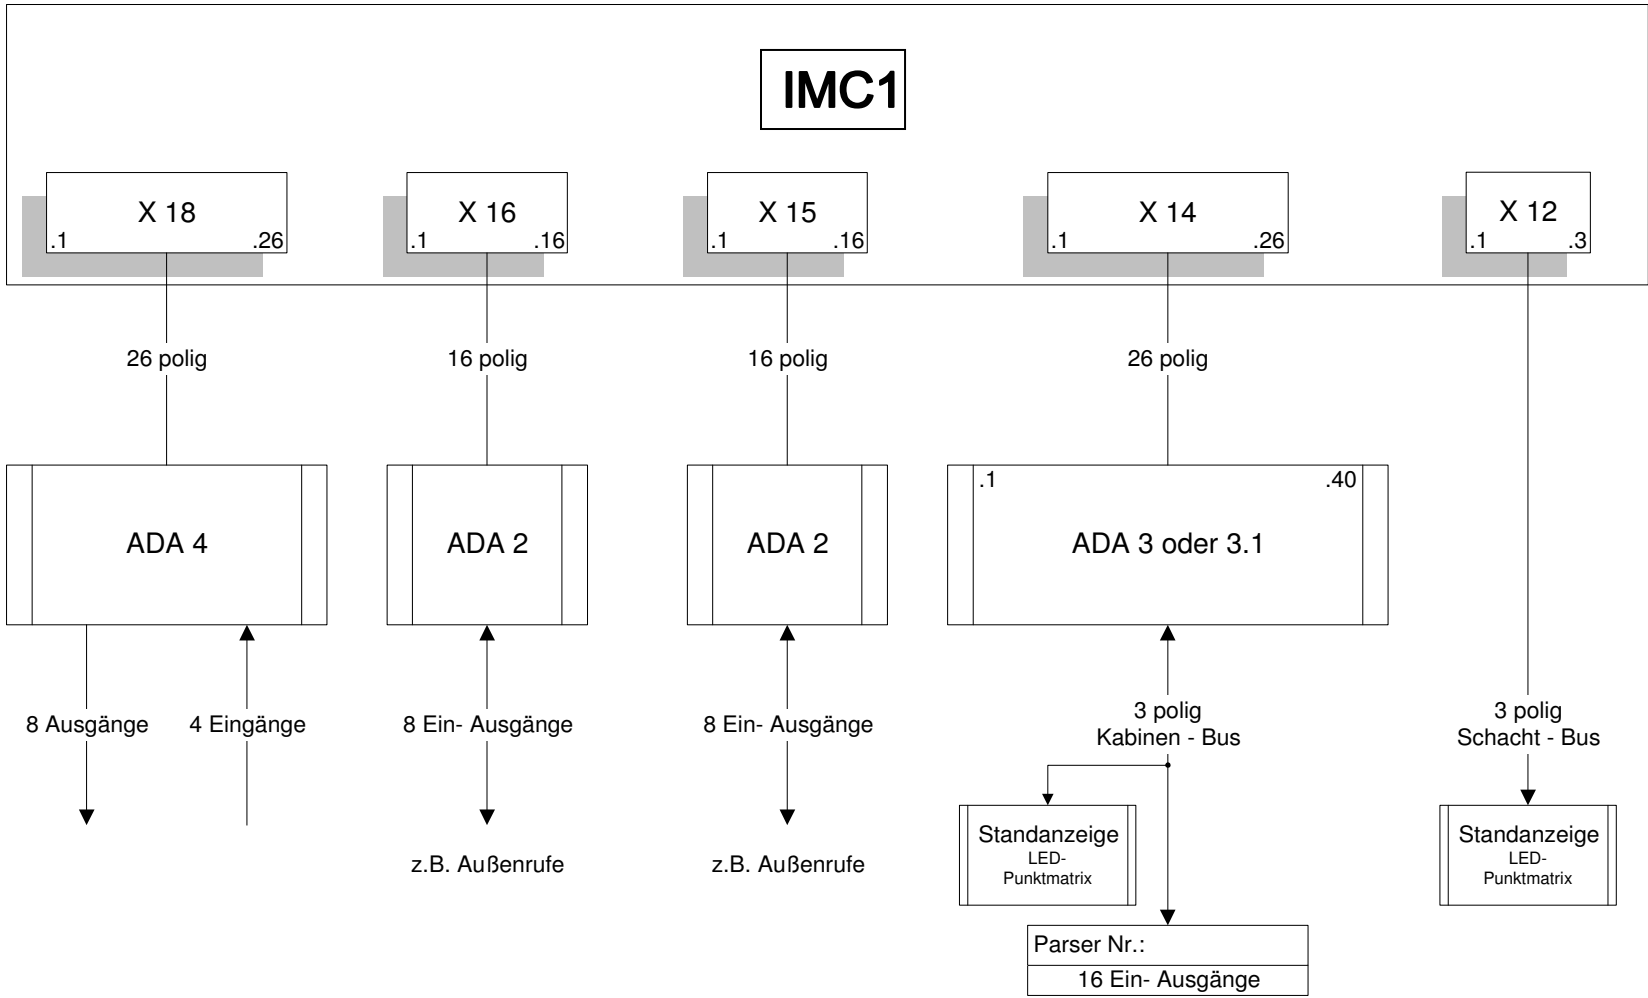 IMC1
X 18
.1 .26
X 16
.1 .16
X 15
.1 .16
X 14
.1 .26
X 12
.1 .3
26 polig
16 polig
16 polig
26 polig
ADA 4
ADA 2
ADA 2
.1 .40
ADA 3 oder 3.1
8 Ausgänge
4 Eingänge
8 Ein- Ausgänge
8 Ein- Ausgänge
3 polig
Kabinen - Bus
3 polig
Schacht - Bus
z.B. Außenrufe
z.B. Außenrufe
Standanzeige
LED-
Punktmatrix
Standanzeige
LED-
Punktmatrix
Parser Nr.:
16 Ein- Ausgänge